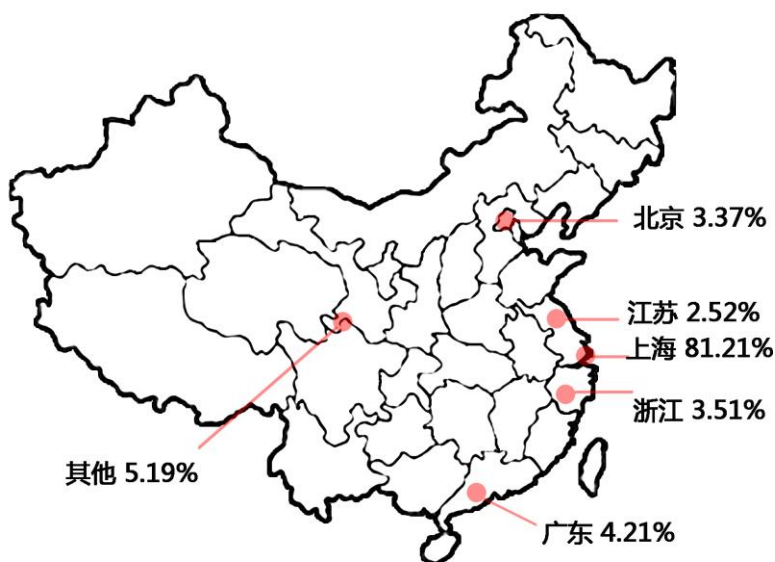 北京 3.37%
江苏 2.52%
上海 81.21%
浙江 3.51%
其他 5.19%
广东 4.21%